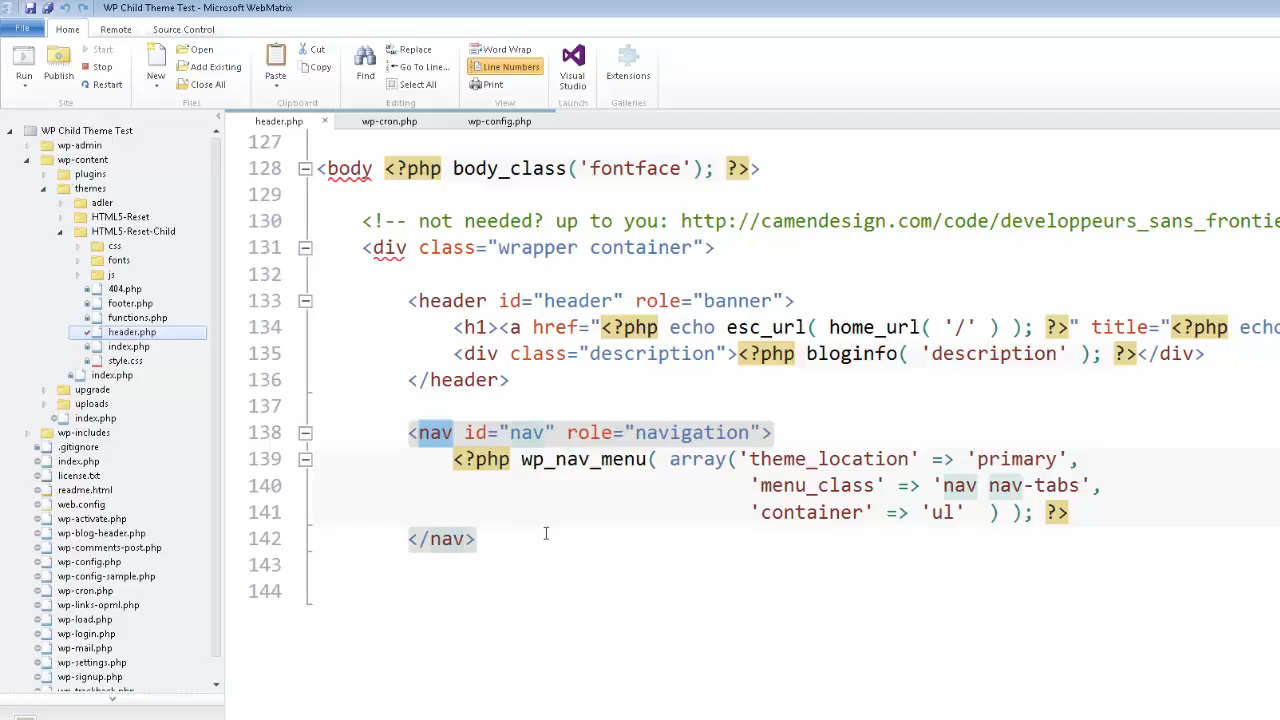 WP Child Theme Test - Microsoft WebMatrix
File Home Remote Source Control
Run
Publish
Start
Stop
Restart
Site
New
Open
Add Existing
Close All
Files
Paste
Cut
Copy
Clipboard
Find
Replace
Go To Line...
Select All
Editing
Word Wrap
Line Numbers
Print
View
Visual
Studio
Launch
Extensions
Galleries
header.php × wp-cron.php wp-config.php
WP Child Theme Test
wp-admin
wp-content
plugins
themes
adler
HTML5-Reset
HTML5-Reset-Child
css
fonts
js
404.php
footer.php
functions.php
header.php
index.php
style.css
index.php
upgrade
uploads
index.php
wp-includes
.gitignore
index.php
license.txt
readme.html
web.config
wp-activate.php
wp-blog-header.php
wp-comments-post.php
wp-config.php
wp-config-sample.php
wp-cron.php
wp-links-opml.php
wp-load.php
wp-login.php
wp-mail.php
wp-settings.php
wp-signup.php
wp-trackback.php
127
128 <body <?php body_class('fontface'); ?>>
129
130 <!-- not needed? up to you: http://camendesign.com/code/developpeurs_sans_frontie
131 <div class="wrapper container">
132
133 <header id="header" role="banner">
134 <h1><a href="<?php echo esc_url( home_url( '/' ) ); ?>" title="<?php echo
135 <div class="description"><?php bloginfo( 'description' ); ?></div>
136 </header>
137
138 <nav id="nav" role="navigation">
139 <?php wp_nav_menu( array('theme_location' => 'primary',
140 'menu_class' => 'nav nav-tabs',
141 'container' => 'ul' ) ); ?>
142 </nav>
143
144